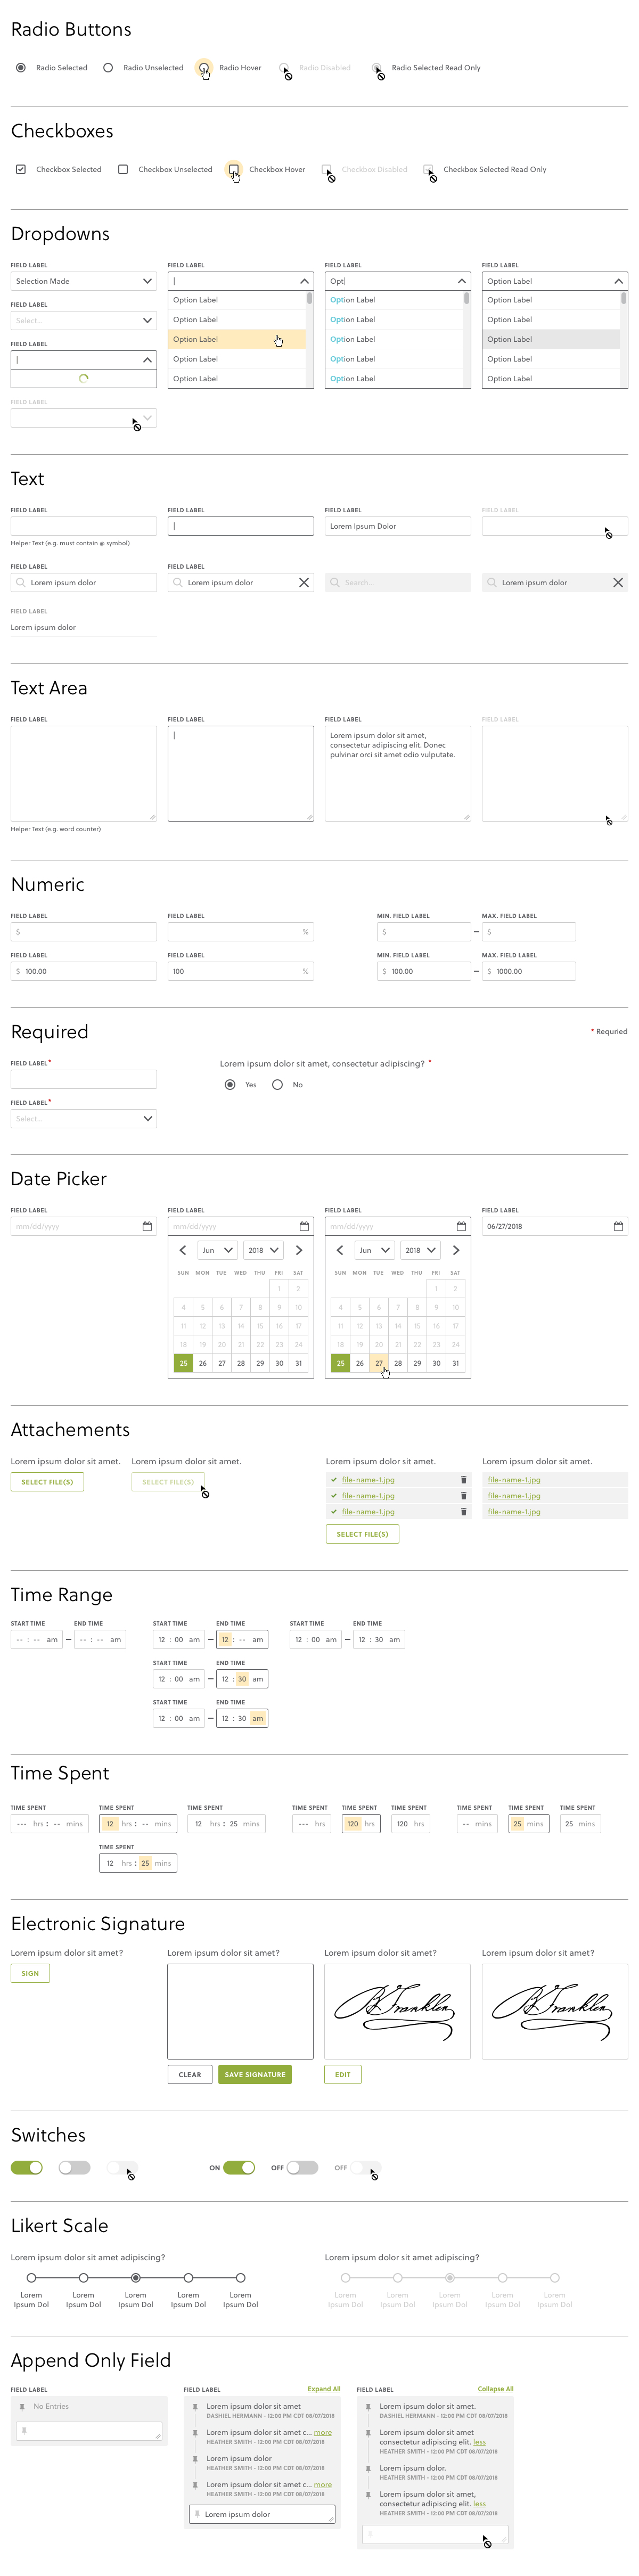 Radio Buttons
Radio Selected Radio Unselected Radio Hover Radio Disabled Radio Selected Read Only
Checkboxes
Checkbox Selected Checkbox Unselected Checkbox Hover Checkbox Disabled Checkbox Selected Read Only
Dropdowns
FIELD LABEL FIELD LABEL FIELD LABEL FIELD LABEL
Selection Made Opt Option Label
Option Label Option Label Option Label
FIELD LABEL
Select... Option Label Option Label Option Label
Option Label Option Label Option Label
FIELD LABEL
Option Label Option Label Option Label
Option Label Option Label Option Label
FIELD LABEL
Text
FIELD LABEL FIELD LABEL FIELD LABEL FIELD LABEL
Lorem Ipsum Dolor
Helper Text (e.g. must contain @ symbol)
FIELD LABEL FIELD LABEL
Lorem ipsum dolor Lorem ipsum dolor Search... Lorem ipsum dolor
FIELD LABEL
Lorem ipsum dolor
Text Area
FIELD LABEL FIELD LABEL FIELD LABEL FIELD LABEL
Lorem ipsum dolor sit amet,
consectetur adipiscing elit. Donec
pulvinar orci sit amet odio vulputate.
Helper Text (e.g. word counter)
Numeric
FIELD LABEL FIELD LABEL MIN. FIELD LABEL MAX. FIELD LABEL
$ % $ – $
FIELD LABEL FIELD LABEL MIN. FIELD LABEL MAX. FIELD LABEL
$ 100.00 100 % $ 100.00 – $ 1000.00
Required
* Requried
FIELD LABEL* Lorem ipsum dolor sit amet, consectetur adipiscing? *
Yes No
FIELD LABEL*
Select...
Date Picker
FIELD LABEL FIELD LABEL FIELD LABEL FIELD LABEL
mm/dd/yyyy mm/dd/yyyy mm/dd/yyyy 06/27/2018
Jun 2018 Jun 2018
SUN MON TUE WED THU FRI SAT SUN MON TUE WED THU FRI SAT
1 2 1 2
4 5 6 7 8 9 10 4 5 6 7 8 9 10
11 12 13 14 15 16 17 11 12 13 14 15 16 17
18 19 20 21 22 23 24 18 19 20 21 22 23 24
25 26 27 28 29 30 31 25 26 27 28 29 30 31
Attachements
Lorem ipsum dolor sit amet. Lorem ipsum dolor sit amet. Lorem ipsum dolor sit amet. Lorem ipsum dolor sit amet.
SELECT FILE(S) SELECT FILE(S) file-name-1.jpg file-name-1.jpg
file-name-1.jpg file-name-1.jpg
file-name-1.jpg file-name-1.jpg
SELECT FILE(S)
Time Range
START TIME END TIME START TIME END TIME START TIME END TIME
-- : -- am – -- : -- am 12 : 00 am – 12 : -- am 12 : 00 am – 12 : 30 am
START TIME END TIME
12 : 00 am – 12 : 30 am
START TIME END TIME
12 : 00 am – 12 : 30 am
Time Spent
TIME SPENT TIME SPENT TIME SPENT TIME SPENT TIME SPENT TIME SPENT TIME SPENT TIME SPENT TIME SPENT
--- hrs : -- mins 12 hrs : -- mins 12 hrs : 25 mins --- hrs 120 hrs 120 hrs -- mins 25 mins 25 mins
TIME SPENT
12 hrs : 25 mins
Electronic Signature
Lorem ipsum dolor sit amet? Lorem ipsum dolor sit amet? Lorem ipsum dolor sit amet? Lorem ipsum dolor sit amet?
SIGN
B Franklin B Franklin
CLEAR SAVE SIGNATURE EDIT
Switches
ON OFF OFF
Likert Scale
Lorem ipsum dolor sit amet adipiscing? Lorem ipsum dolor sit amet adipiscing?
Lorem Lorem Lorem Lorem Lorem Lorem Lorem Lorem Lorem Lorem
Ipsum Dol Ipsum Dol Ipsum Dol Ipsum Dol Ipsum Dol Ipsum Dol Ipsum Dol Ipsum Dol Ipsum Dol Ipsum Dol
Append Only Field
FIELD LABEL FIELD LABEL Expand All FIELD LABEL Collapse All
No Entries
Lorem ipsum dolor sit amet
DASHIEL HERMANN - 12:00 PM CDT 08/07/2018
Lorem ipsum dolor sit amet c... more
HEATHER SMITH - 12:00 PM CDT 08/07/2018
Lorem ipsum dolor
HEATHER SMITH - 12:00 PM CDT 08/07/2018
Lorem ipsum dolor sit amet c... more
HEATHER SMITH - 12:00 PM CDT 08/07/2018
Lorem ipsum dolor
Lorem ipsum dolor sit amet.
DASHIEL HERMANN - 12:00 PM CDT 08/07/2018
Lorem ipsum dolor sit amet
consectetur adipiscing elit. less
HEATHER SMITH - 12:00 PM CDT 08/07/2018
Lorem ipsum dolor.
HEATHER SMITH - 12:00 PM CDT 08/07/2018
Lorem ipsum dolor sit amet,
consectetur adipiscing elit. less
HEATHER SMITH - 12:00 PM CDT 08/07/2018